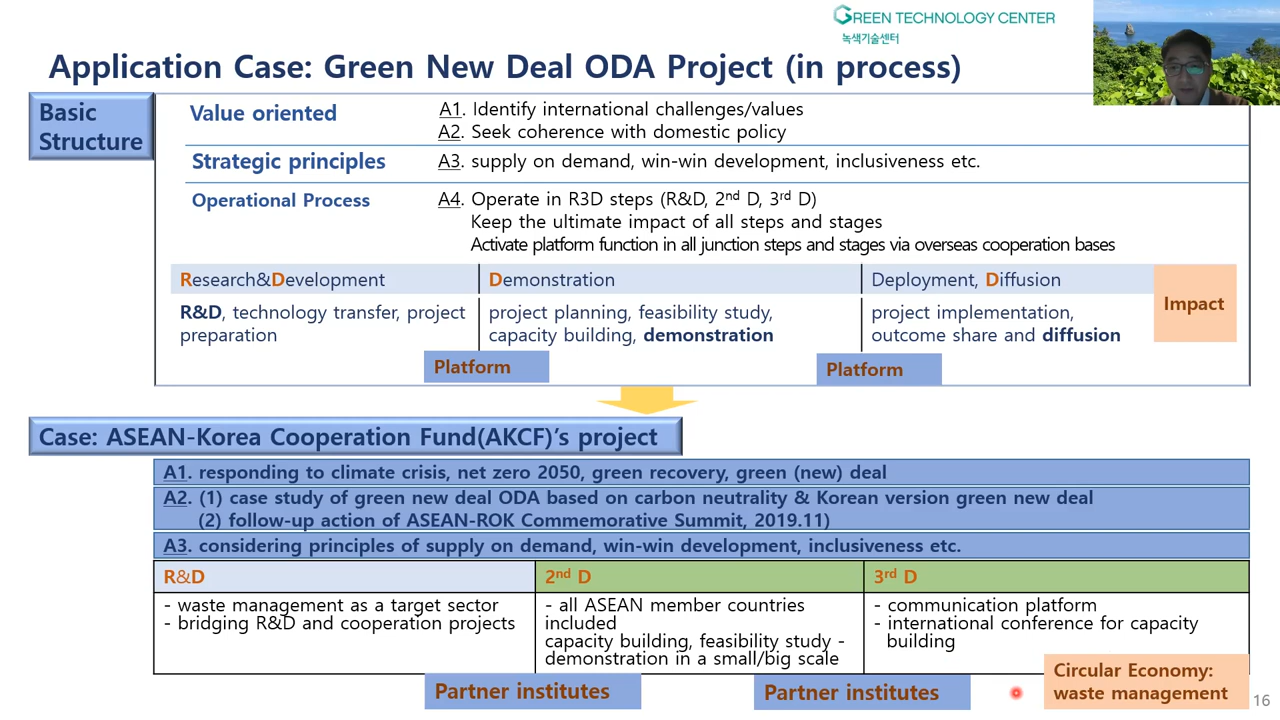 GREEN TECHNOLOGY CENTER
녹색기술센터
Application Case: Green New Deal ODA Project (in process)
Basic
Structure
Value oriented
A1. Identify international challenges/values
A2. Seek coherence with domestic policy
Strategic principles
A3. supply on demand, win-win development, inclusiveness etc.
Operational Process
A4. Operate in R3D steps (R&D, 2nd D, 3rd D)
Keep the ultimate impact of all steps and stages
Activate platform function in all junction steps and stages via overseas cooperation bases
Research&Development
Demonstration
Deployment, Diffusion
Impact
R&D, technology transfer, project
preparation
project planning, feasibility study,
capacity building, demonstration
project implementation,
outcome share and diffusion
Platform
Platform
Case: ASEAN-Korea Cooperation Fund(AKCF)'s project
A1. responding to climate crisis, net zero 2050, green recovery, green (new) deal
A2. (1) case study of green new deal ODA based on carbon neutrality & Korean version green new deal
(2) follow-up action of ASEAN-ROK Commemorative Summit, 2019.11)
A3. considering principles of supply on demand, win-win development, inclusiveness etc.
R&D
2nd D
3rd D
- waste management as a target sector
- bridging R&D and cooperation projects
- all ASEAN member countries
included
capacity building, feasibility study -
demonstration in a small/big scale
- communication platform
- international conference for capacity
building
Circular Economy:
waste management
Partner institutes
Partner institutes
16